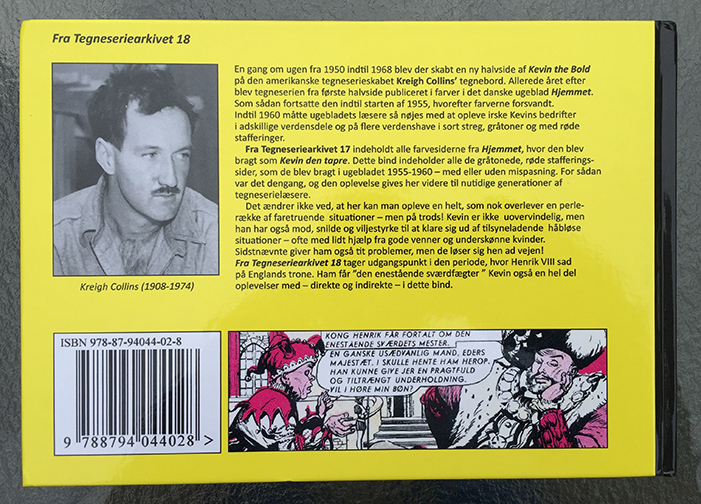 Fra Tegneseriearkivet 18
En gang om ugen fra 1950 indtil 1968 blev der skabt en ny halvside af Kevin the Bold
på den amerikanske tegneserieskabet Kreigh Collins’ tegnebord. Allerede året efter
blev tegneserien fra første halvside publiceret i farver i det danske ugeblad Hjemmet.
Som sådan fortsatte den indtil starten af 1955, hvorefter farverne forsvandt.
Indtil 1960 måtte ugebladets læsere så nøjes med at opleve irske Kevins bedrifter
i adskillige verdensdele og på flere verdenshave i sort streg, gråtoner og med røde
stafferinger.
Fra Tegneseriearkivet 17 indeholdt alle farvesiderne fra Hjemmet, hvor den blev
bragt som Kevin den tapre. Dette bind indeholder alle de gråtonede, røde stafferings-
sider, som de blev bragt i ugebladet 1955-1960 – med eller uden mispasning. For sådan
var det dengang, og den oplevelse gives her videre til nutidige generationer af
tegneserielæsere.
Det ændrer ikke ved, at her kan man opleve en helt, som nok overlever en perle-
række af faretruende situationer – men på trods! Kevin er ikke uovervindelig, men
han har også mod, snilde og viljestyrke til at klare sig ud af tilsyneladende håbløse
situationer – ofte med lidt hjælp fra gode venner og underskønne kvinder.
Sidstnævnte giver ham også tit problemer, men de løser sig hen ad vejen!
Fra Tegneseriearkivet 18 tager udgangspunkt i den periode, hvor Henrik VIII sad
på Englands trone. Ham får ”den enestående sværdfægter ” Kevin også en hel del
oplevelser med – direkte og indirekte – i dette bind.
Kreigh Collins (1908-1974)
ISBN 978-87-94044-02-8
9 788794 044028 >
KONG HENRIK FÅR FORTALT OM DEN
ENESTÅENDE SVÆRDETS MESTER.
EN GANSKE USÆDVANLIG MAND, EDERS
MAJESTÆT. I SKULLE HENTE HAM HEROP.
HAN KUNNE GIVE JER EN PRAGTFULD
OG TILTRÆNGT UNDERHOLDNING.
VIL I HØRE MIN BØN?